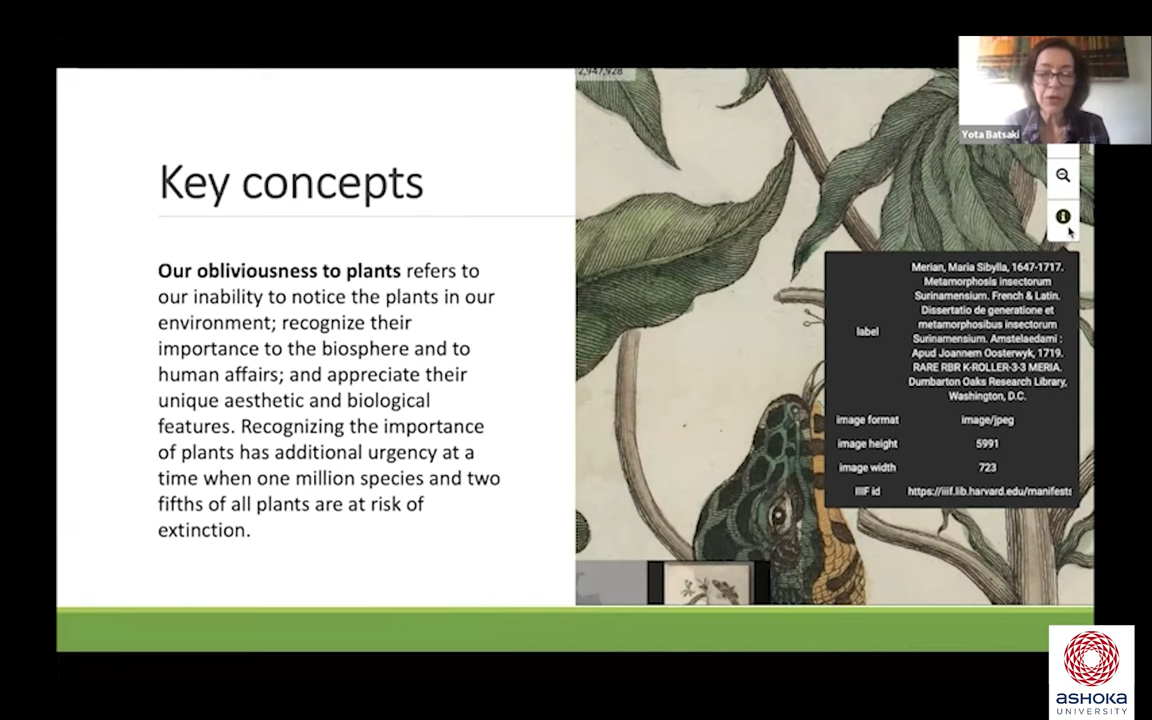 2,947,928
Yota Batsaki
Key concepts
Our obliviousness to plants refers to
our inability to notice the plants in our
environment; recognize their
importance to the biosphere and to
human affairs; and appreciate their
unique aesthetic and biological
features. Recognizing the importance
of plants has additional urgency at a
time when one million species and two
fifths of all plants are at risk of
extinction.
label
Merian, Maria Sibylla, 1647-1717.
Metamorphosis insectorum
Surinamensium. French & Latin.
Dissertatio de generatione et
metamorphosibus insectorum
Surinamensium. Amstelaedami :
Apud Joannem Oosterwyk, 1719.
RARE RBR K-ROLLER-3-3 MERIA.
Dumbarton Oaks Research Library,
Washington, D.C.
image format image/jpeg
image height 5991
image width 723
IIIF id https://iiif.lib.harvard.edu/manifests
ASHOKA
UNIVERSITY